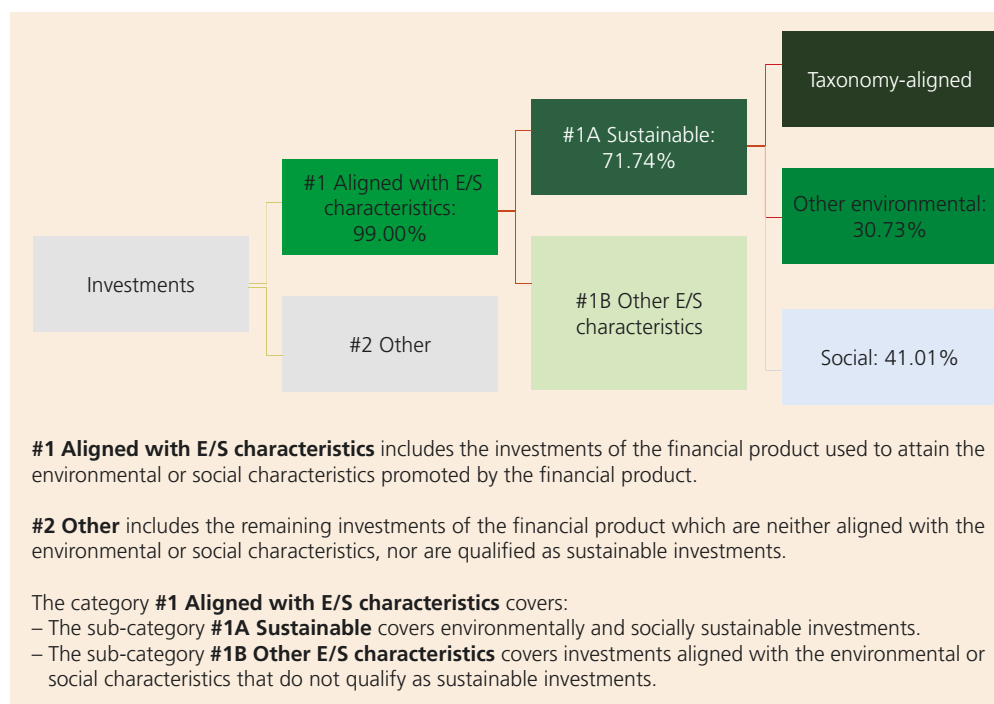 Taxonomy-aligned
#1A Sustainable:
71.74%
#1 Aligned with E/S
characteristics:
99.00%
Other environmental:
30.73%
Investments
#1B Other E/S
characteristics
#2 Other
Social: 41.01%
#1 Aligned with E/S characteristics includes the investments of the financial product used to attain the
environmental or social characteristics promoted by the financial product.
#2 Other includes the remaining investments of the financial product which are neither aligned with the
environmental or social characteristics, nor are qualified as sustainable investments.
The category #1 Aligned with E/S characteristics covers:
– The sub-category #1A Sustainable covers environmentally and socially sustainable investments.
– The sub-category #1B Other E/S characteristics covers investments aligned with the environmental or
social characteristics that do not qualify as sustainable investments.